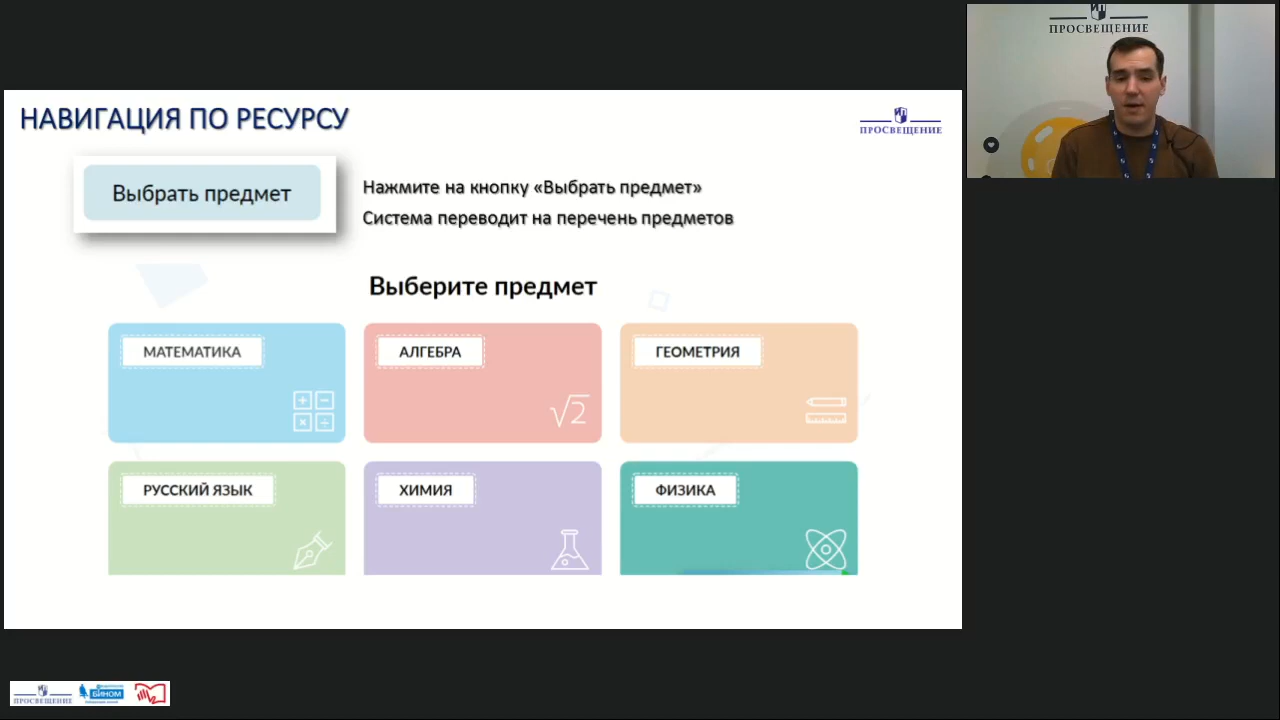 НАВИГАЦИЯ ПО РЕСУРСУ
ПРОСВЕЩЕНИЕ
Выбрать предмет
Нажмите на кнопку «Выбрать предмет»
Система переводит на перечень предметов
Выберите предмет
МАТЕМАТИКА
АЛГЕБРА
√2
ГЕОМЕТРИЯ
РУССКИЙ ЯЗЫК
ХИМИЯ
ФИЗИКА
ПРОСВЕЩЕНИЕ
ПРОСВЕЩЕНИЕ
БИНОМ